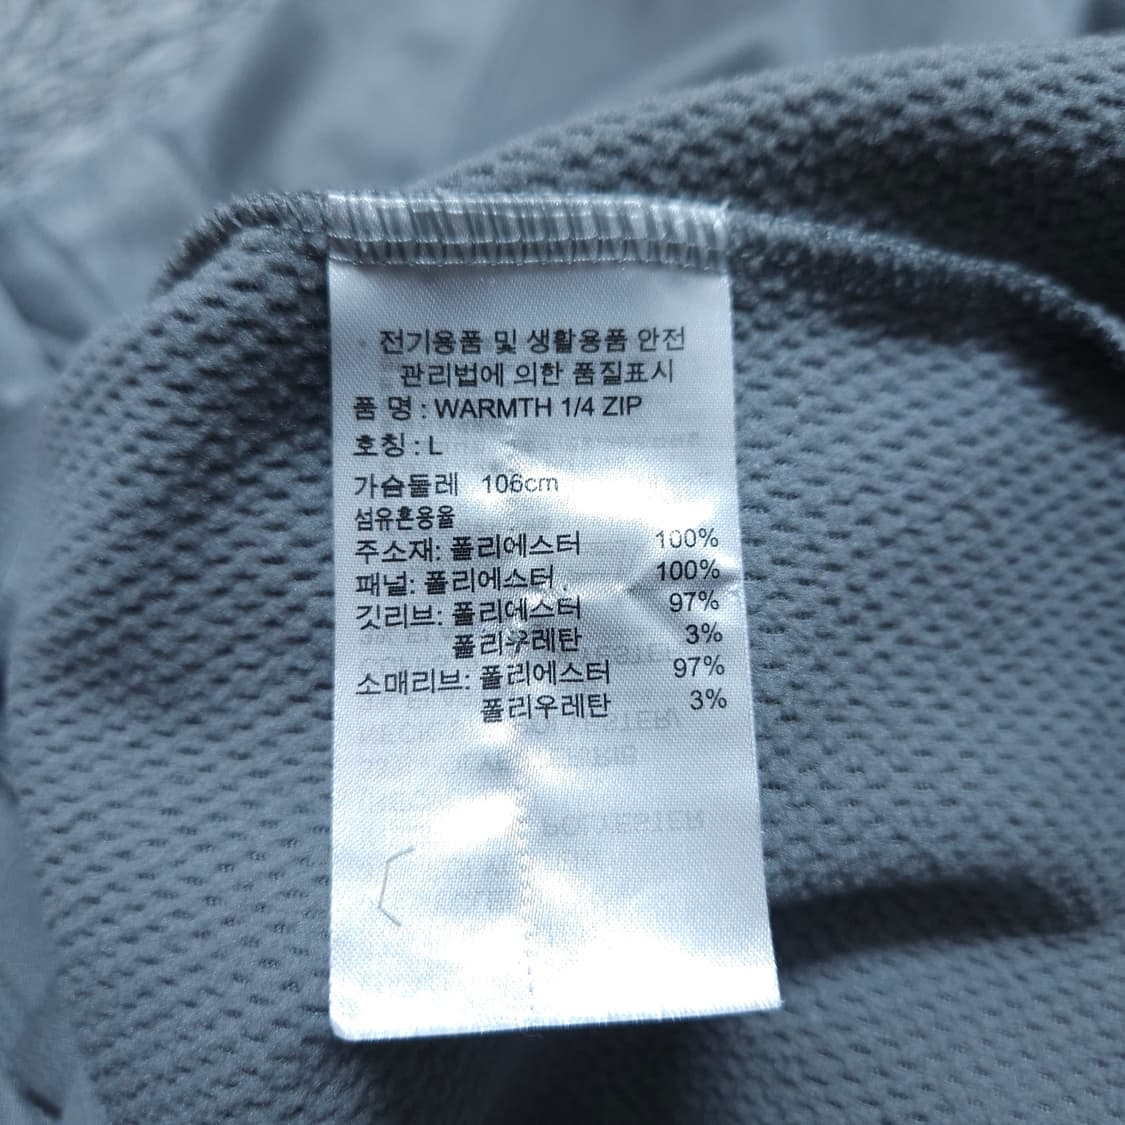 전기용품 및 생활용품 안전
관리법에 의한 품질표시
품 명 : WARMTH 1/4 ZIP
호칭 : L
가슴둘레 106cm
섬유혼용율
주소재: 폴리에스터 100%
패널: 폴리에스터 100%
깃리브: 폴리에스터 97%
폴리우레탄 3%
소매리브: 폴리에스터 97%
폴리우레탄 3%